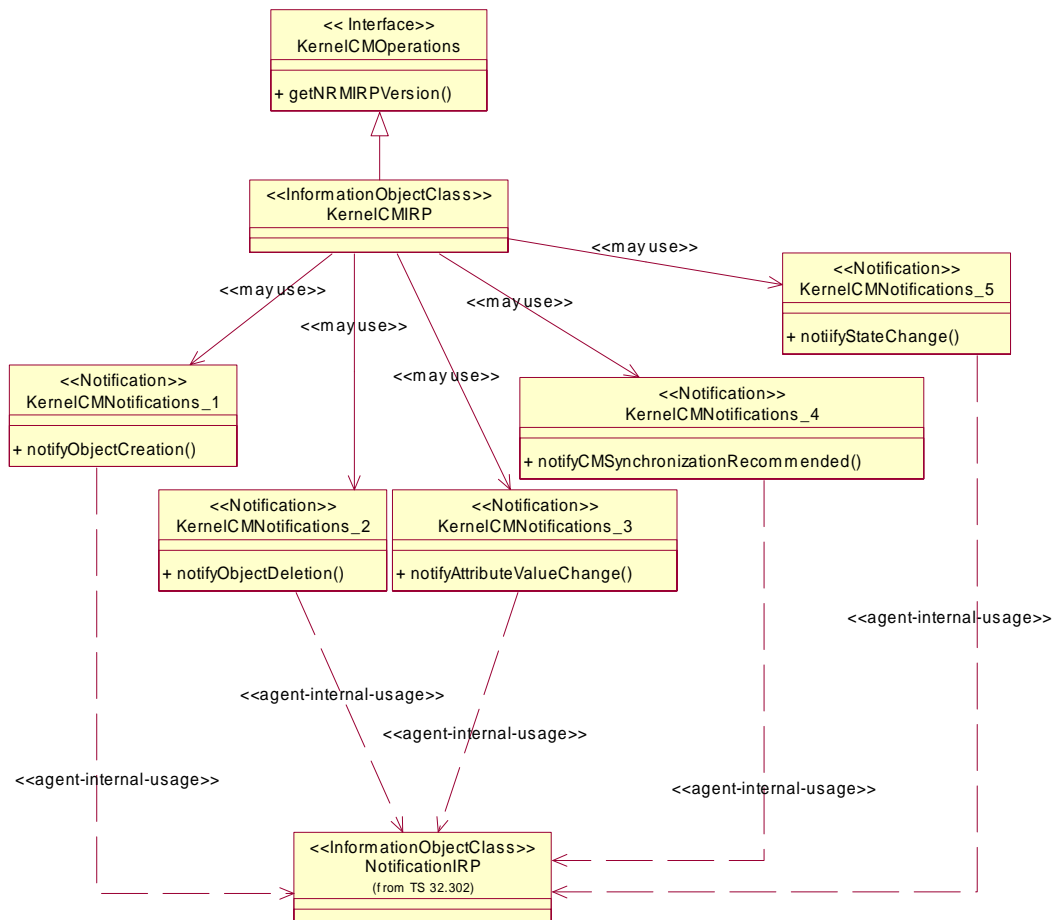 << Interface>>
KernelCMOperations
+ getNRMIRPVersion()
<<InformationObjectClass>>
KernelCMIRP
<<may use>>
<<may use>>
<<may use>>
<<may use>>
<<may use>>
<<Notification>>
KernelCMNotifications_5
+ notiifyStateChange()
<<Notification>>
KernelCMNotifications_1
+ notifyObjectCreation()
<<Notification>>
KernelCMNotifications_4
+ notifyCMSynchronizationRecommended()
<<Notification>>
KernelCMNotifications_2
+ notifyObjectDeletion()
<<Notification>>
KernelCMNotifications_3
+ notifyAttributeValueChange()
<<agent-internal-usage>>
<<agent-internal-usage>>
<<agent-internal-usage>>
<<agent-internal-usage>>
<<agent-internal-usage>>
<<InformationObjectClass>>
NotificationIRP
(from TS 32.302)